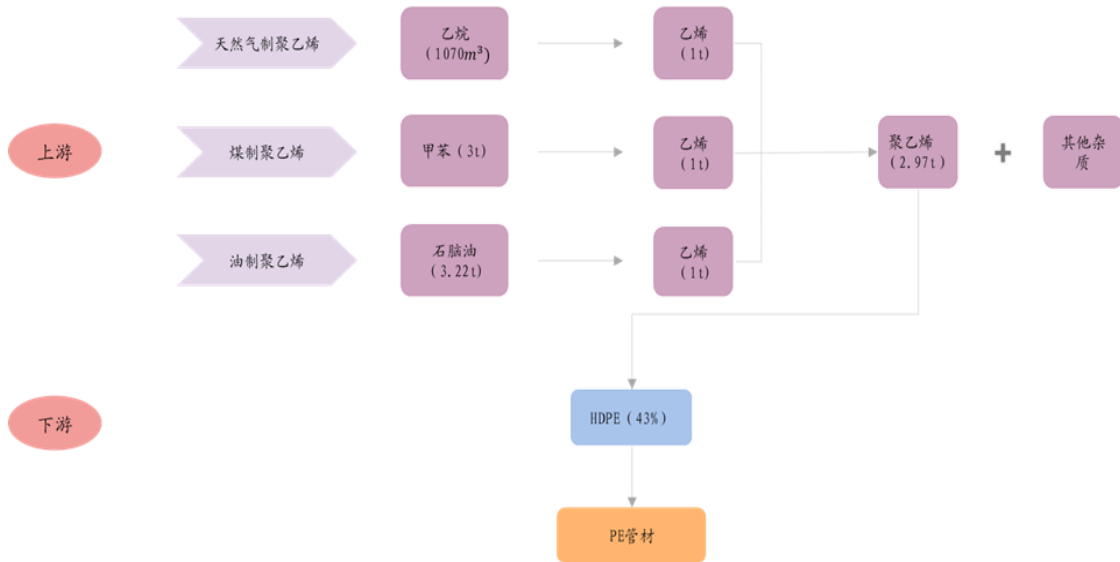 天然气制聚乙烯
乙烷
(1070m³)
乙烯
(1t)
上游
煤制聚乙烯
甲苯（3t）
乙烯
(1t)
聚乙烯
(2.97t)
+
其他杂
质
油制聚乙烯
石脑油
(3.22t)
乙烯
(1t)
下游
HDPE（43%）
PE管材